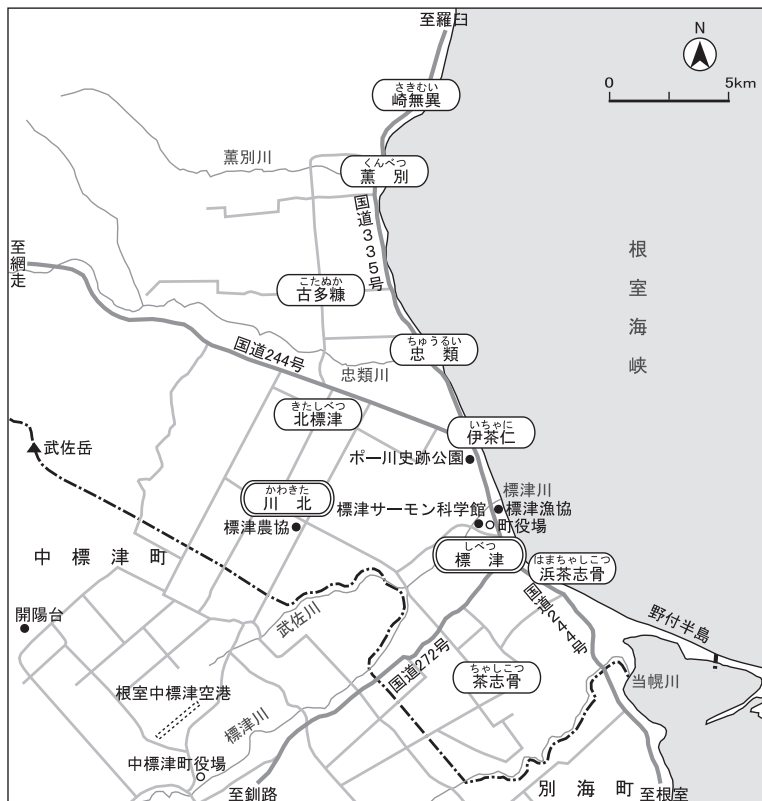 至羅臼
N
0
5km
さきむい
崎無異
薫別川
くんべつ
薫別
国道335号
至網走
根室海峡
こたぬか
古多糠
ちゅうるい
忠類
国道244号
忠類川
きたしべつ
北標津
いちゃに
伊茶仁
武佐岳
ポー川史跡公園
かわきた
川北
標津川
標津サーモン科学館
標津漁協
町役場
標津農協
しべつ
標津
はまちゃしこつ
浜茶志骨
中標津町
開陽台
武佐川
国道244号
野付半島
国道272号
ちゃしこつ
茶志骨
当幌川
根室中標津空港
標津川
中標津町役場
至釧路
別海町
至根室